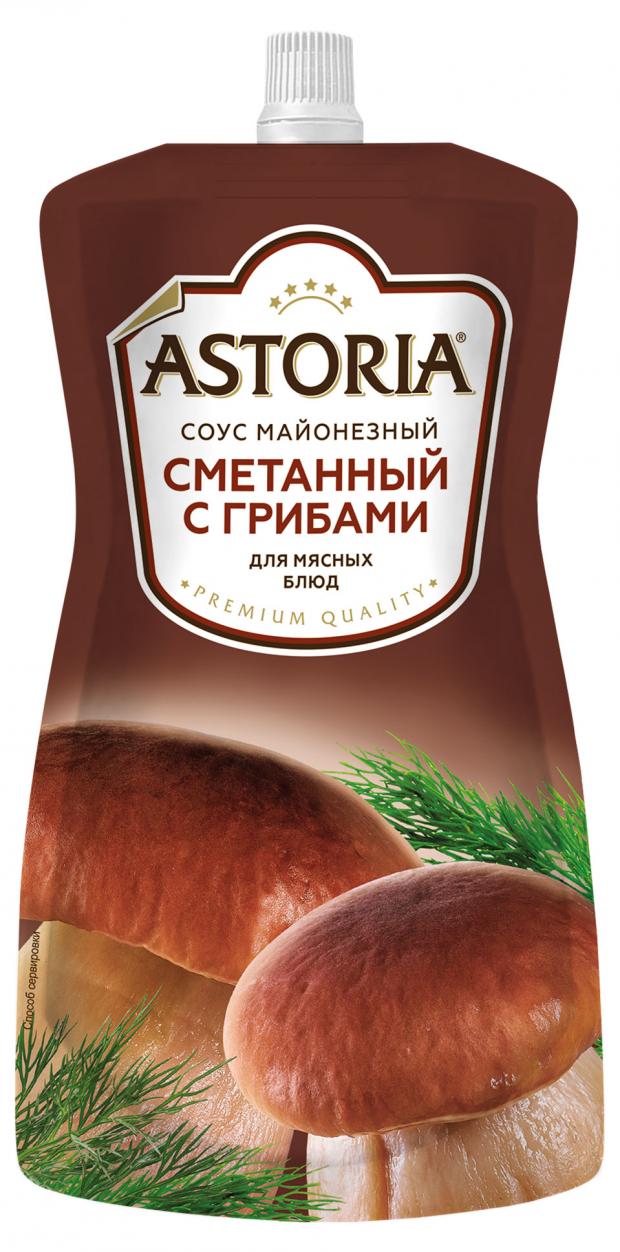 ASTORIA®
СОУС МАЙОНЕЗНЫЙ
СМЕТАННЫЙ
С ГРИБАМИ
ДЛЯ МЯСНЫХ
БЛЮД
PREMIUM QUALITY
Способ сервировки